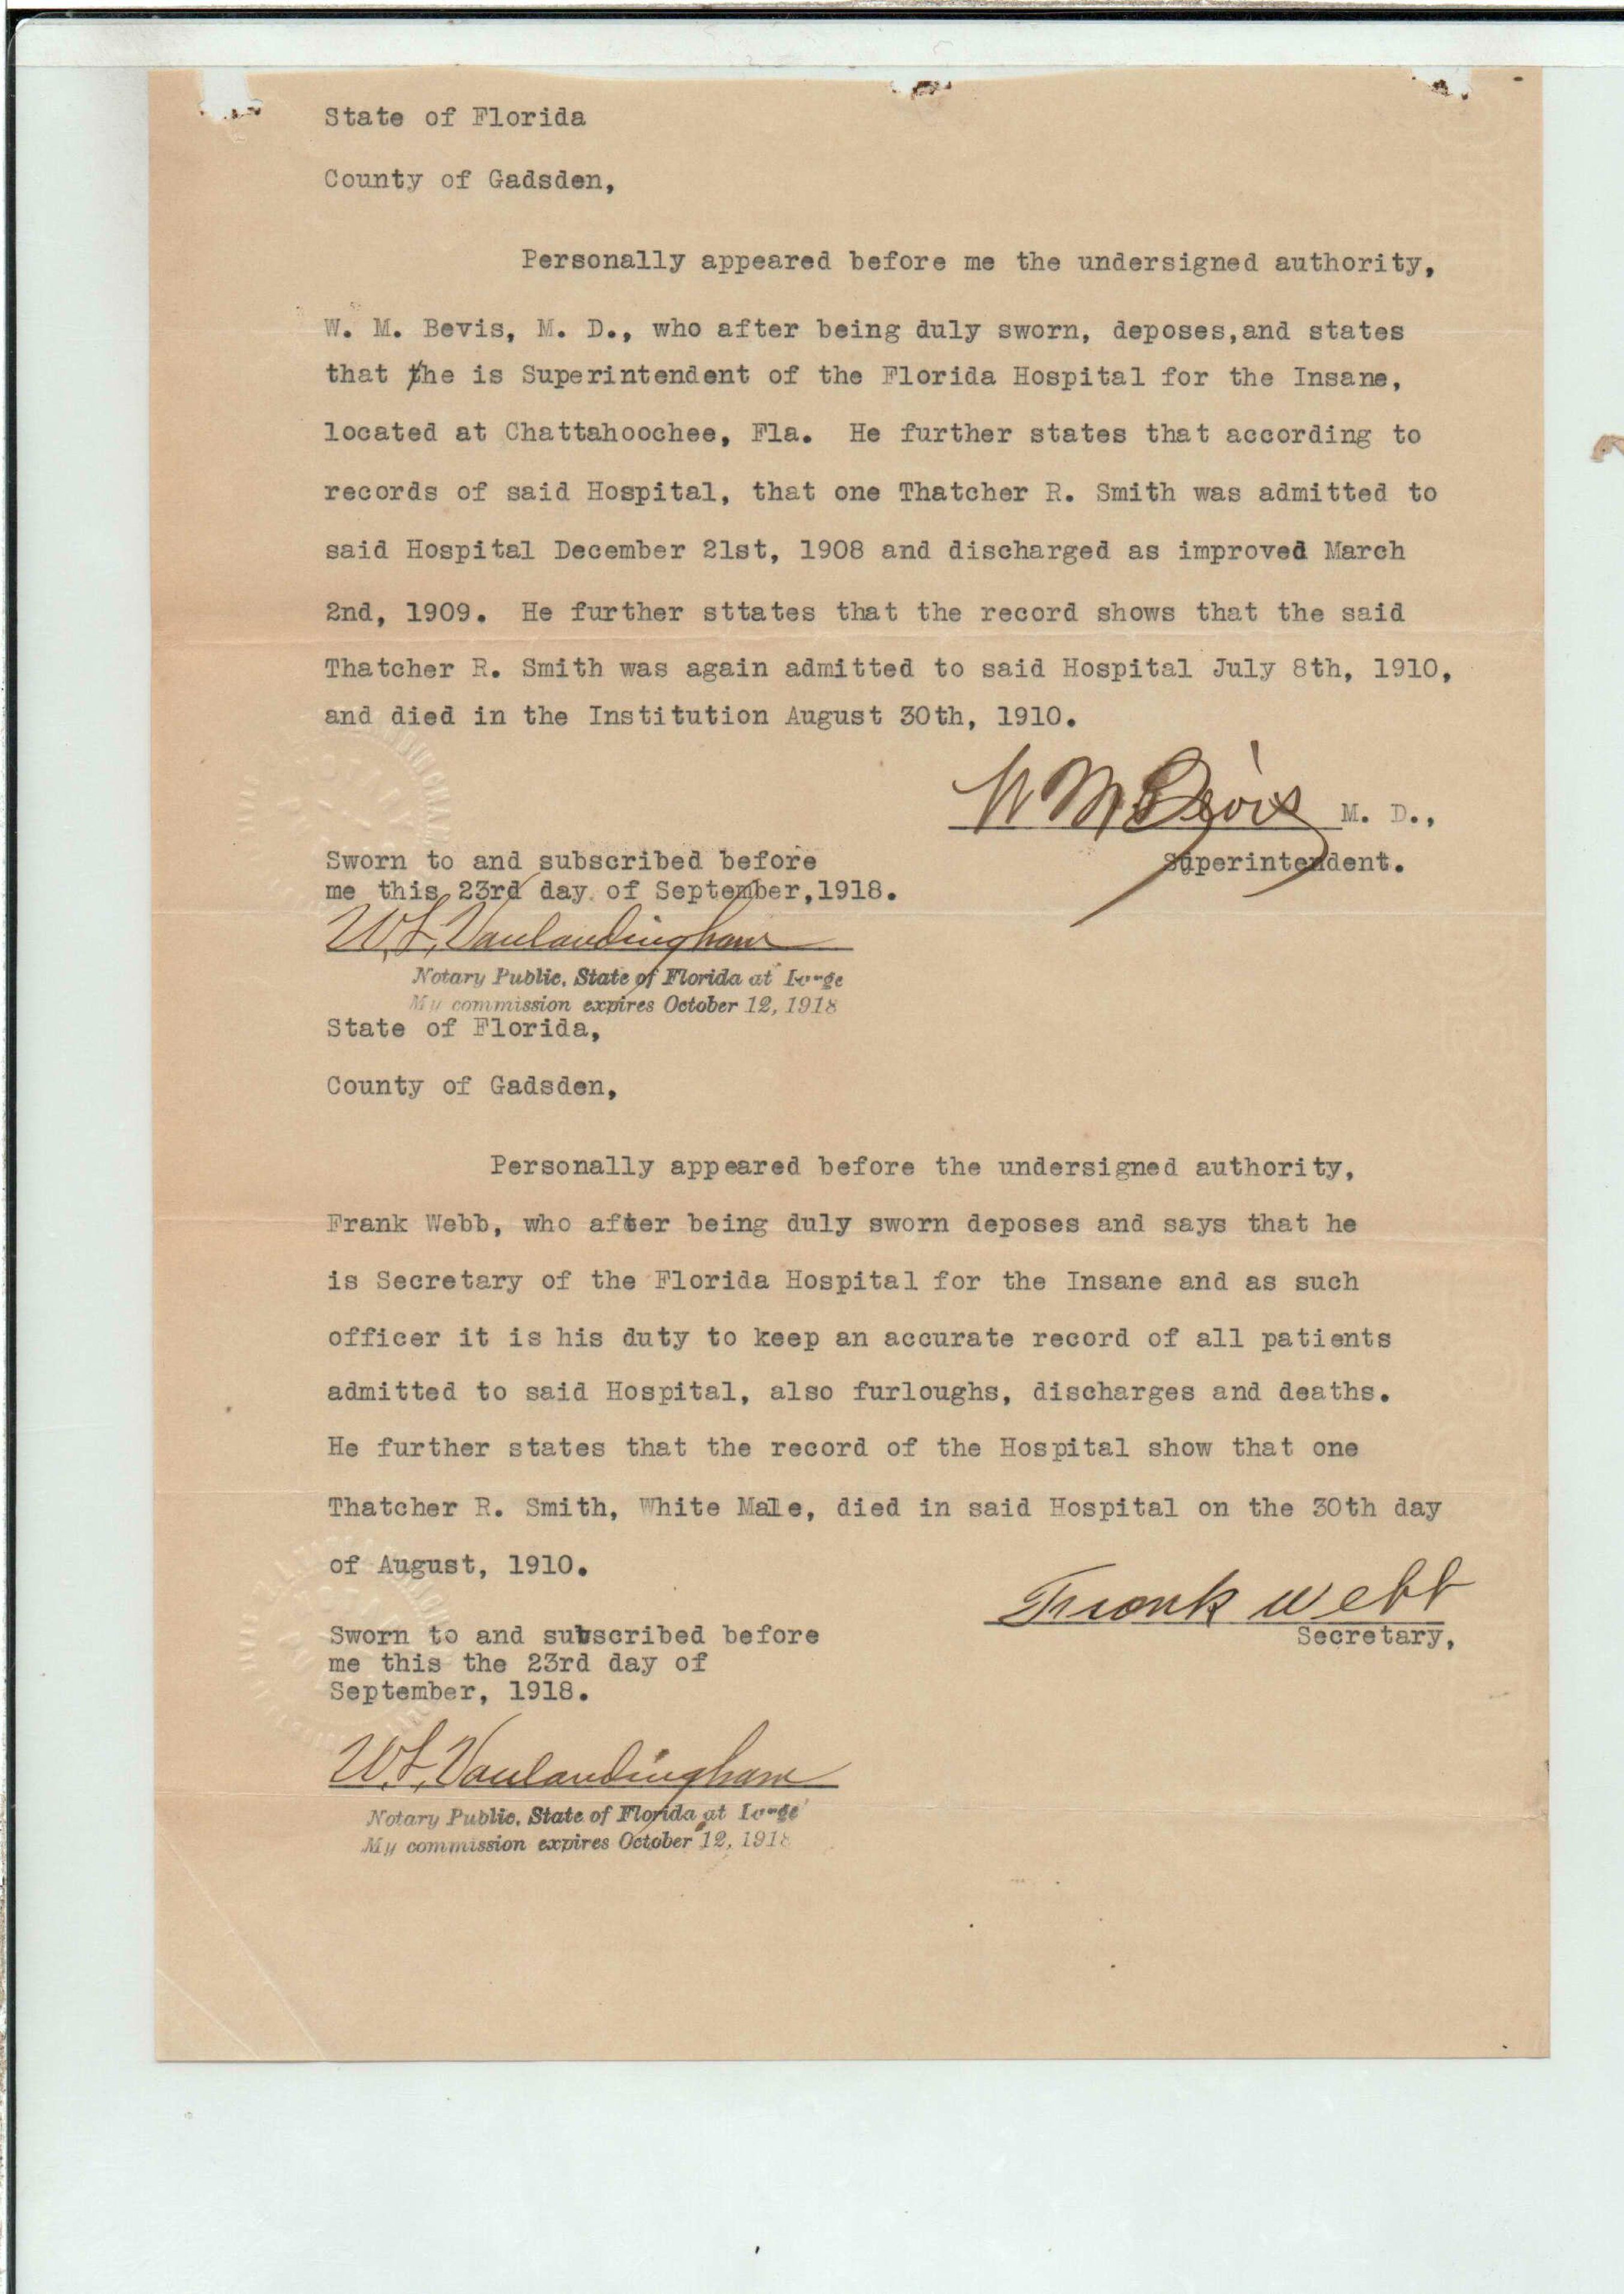 State of Florida
County of Gadsden,
Personally appeared before me the undersigned authority,
W. M. Bevis, M. D., who after being duly sworn, deposes,and states
that the is Superintendent of the Florida Hospital for the Insane,
located at Chattahoochee, Fla. He further states that according to
records of said Hospital, that one Thatcher R. Smith was admitted to
said Hospital December 21st, 1908 and discharged as improved March
2nd, 1909. He further sttates that the record shows that the said
Thatcher R. Smith was again admitted to said Hospital July 8th, 1910,
and died in the Institution August 30th, 1910.
W M Bevis M. D.,
Superintendent.
Sworn to and subscribed before
me this 23rd day of September,1918.
W. L. Vanlandingham
Notary Public, State of Florida at Large
My commission expires October 12, 1918
State of Florida,
County of Gadsden,
Personally appeared before the undersigned authority,
Frank Webb, who after being duly sworn deposes and says that he
is Secretary of the Florida Hospital for the Insane and as such
officer it is his duty to keep an accurate record of all patients
admitted to said Hospital, also furloughs, discharges and deaths.
He further states that the record of the Hospital show that one
Thatcher R. Smith, White Male, died in said Hospital on the 30th day
of August, 1910.
Frank Webb
Secretary,
Sworn to and subscribed before
me this the 23rd day of
September, 1918.
W. L. Vanlandingham
Notary Public, State of Florida at Large
My commission expires October 12, 1918